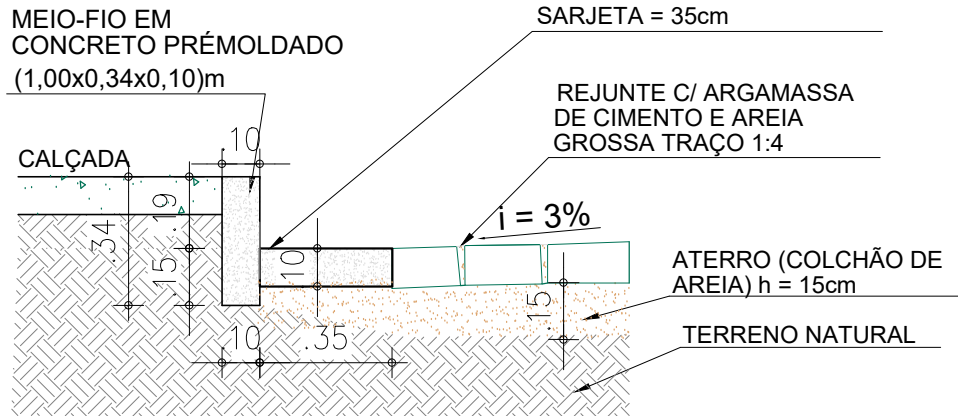 MEIO-FIO EM
CONCRETO PRÉMOLDADO
(1,00x0,34x0,10)m
SARJETA = 35cm
REJUNTE C/ ARGAMASSA
DE CIMENTO E AREIA
GROSSA TRAÇO 1:4
.10
CALÇADA
i = 3%
.34
.19
.15
.10
ATERRO (COLCHÃO DE
AREIA) h = 15cm
.15
.10
.35
TERRENO NATURAL